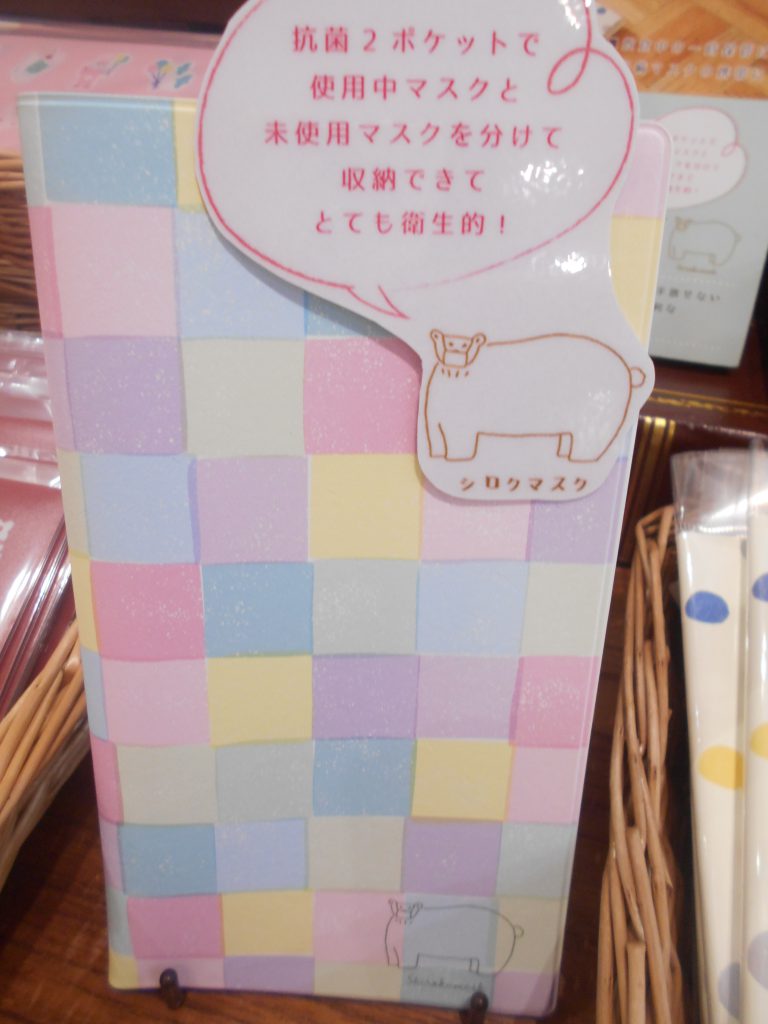 抗菌2ポケットで
使用中マスクと
未使用マスクを分けて
収納できて
とても衛生的!
シロクマスク
Shirokumask